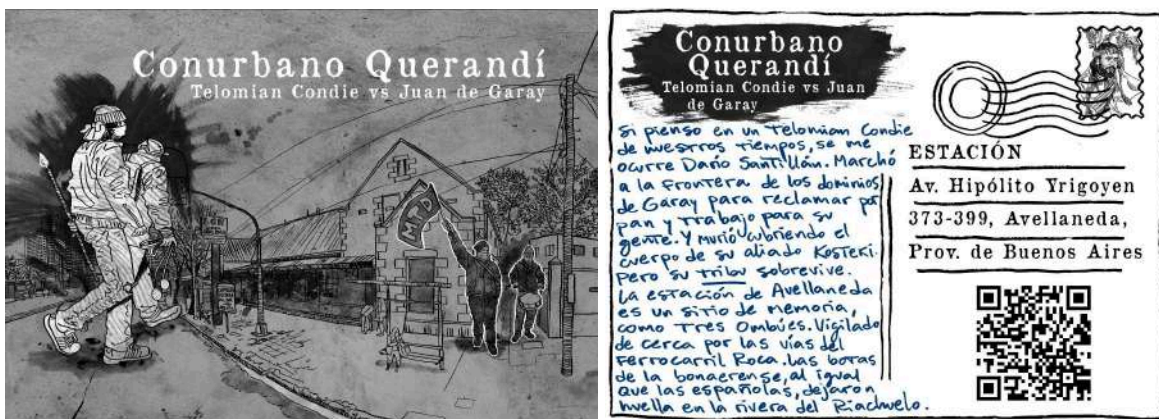 Conurbano Querandí
Telomian Condie vs Juan de Garay
MTD
Conurbano
Querandí
Telomian Condie vs Juan
de Garay
si pienso en un Telomian Condie
de nuestros tiempos, se me
ocurre Darío Santillán. Marchó
a la frontera de los dominios
de Garay para reclamar por
pan y trabajo para su
gente. Y murió cubriendo el
cuerpo de su aliado Kosteki.
Pero su tribu sobrevive.
La estación de Avellaneda
es un sitio de memoria,
como Tres Ombúes. Vigilado
de cerca por las vías del
Ferrocarril Roca. Las botas
de la bonaerense, al igual
que las españolas, dejaron
huella en la rivera del Riachuelo.
ESTACIÓN
Av. Hipólito Yrigoyen
373-399, Avellaneda,
Prov. de Buenos Aires